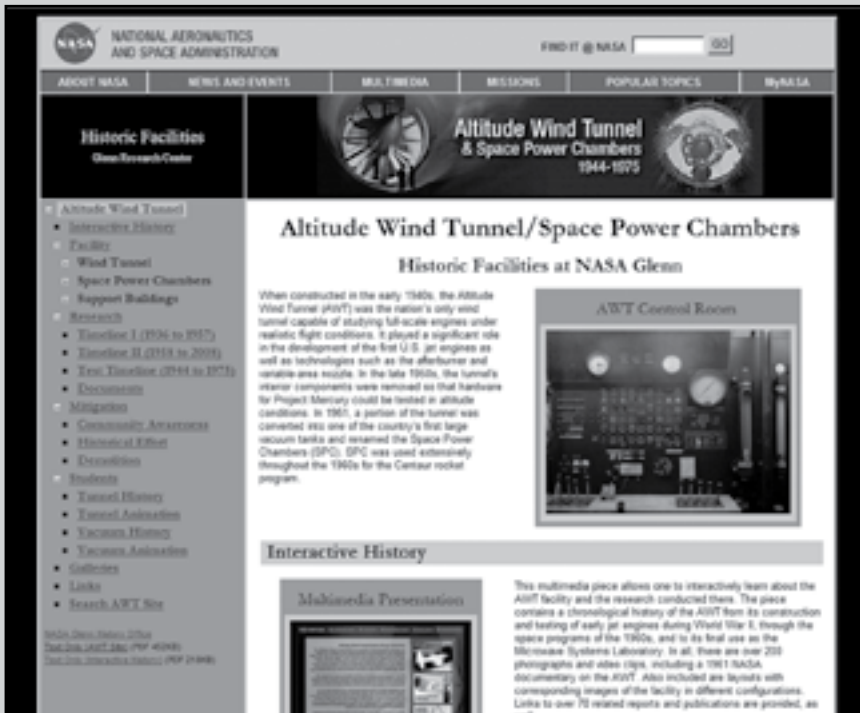 NASA
NATIONAL AERONAUTICS
AND SPACE ADMINISTRATION
FIND IT @ NASA
GO
ABOUT NASA
NEWS AND EVENTS
MULTIMEDIA
MISSIONS
POPULAR TOPICS
MyNASA
Historic Facilities
Glenn Research Center
Altitude Wind Tunnel
& Space Power Chambers
1944-1975
Altitude Wind Tunnel
Interactive History
Facility
Wind Tunnel
Space Power Chambers
Support Buildings
Research
Timeline I (1936 to 1957)
Timeline II (1958 to 2008)
Test Timeline (1944 to 1975)
Documents
Mitigation
Community Awareness
Historical Effort
Demolition
Students
Tunnel History
Tunnel Animation
Vacuum History
Vacuum Animation
Galleries
Links
Search AWT Site
NASA Glenn History Office
Text Only (AWT Site)
Text Only (Interactive History)
Altitude Wind Tunnel/Space Power Chambers
Historic Facilities at NASA Glenn
When constructed in the early 1940s, the Altitude
Wind Tunnel (AWT) was the nation's only wind
tunnel capable of studying full-scale engines under
realistic flight conditions. It played a significant role
in the development of the first U.S. jet engines as
well as technologies such as the afterburner and
variable-area nozzle. In the late 1950s, the tunnel's
interior components were removed so that hardware
for Project Mercury could be tested in altitude
conditions. In 1961, a portion of the tunnel was
converted into one of the country's first large
vacuum tanks and renamed the Space Power
Chambers (SPC). SPC was used extensively
throughout the 1960s for the Centaur rocket
program.
AWT Control Room
Interactive History
Multimedia Presentation
This multimedia piece allows one to interactively learn about the
AWT facility and the research conducted there. The piece
contains a chronological history of the AWT from its construction
and testing of early jet engines during World War II, through the
space programs of the 1960s, and to its final use as the
Microwave Systems Laboratory. In all, there are over 200
photographs and video clips, including a 1961 NASA
documentary on the AWT. Also included are layouts with
corresponding images of the facility in different configurations.
Links to over 70 related reports and publications are provided, as